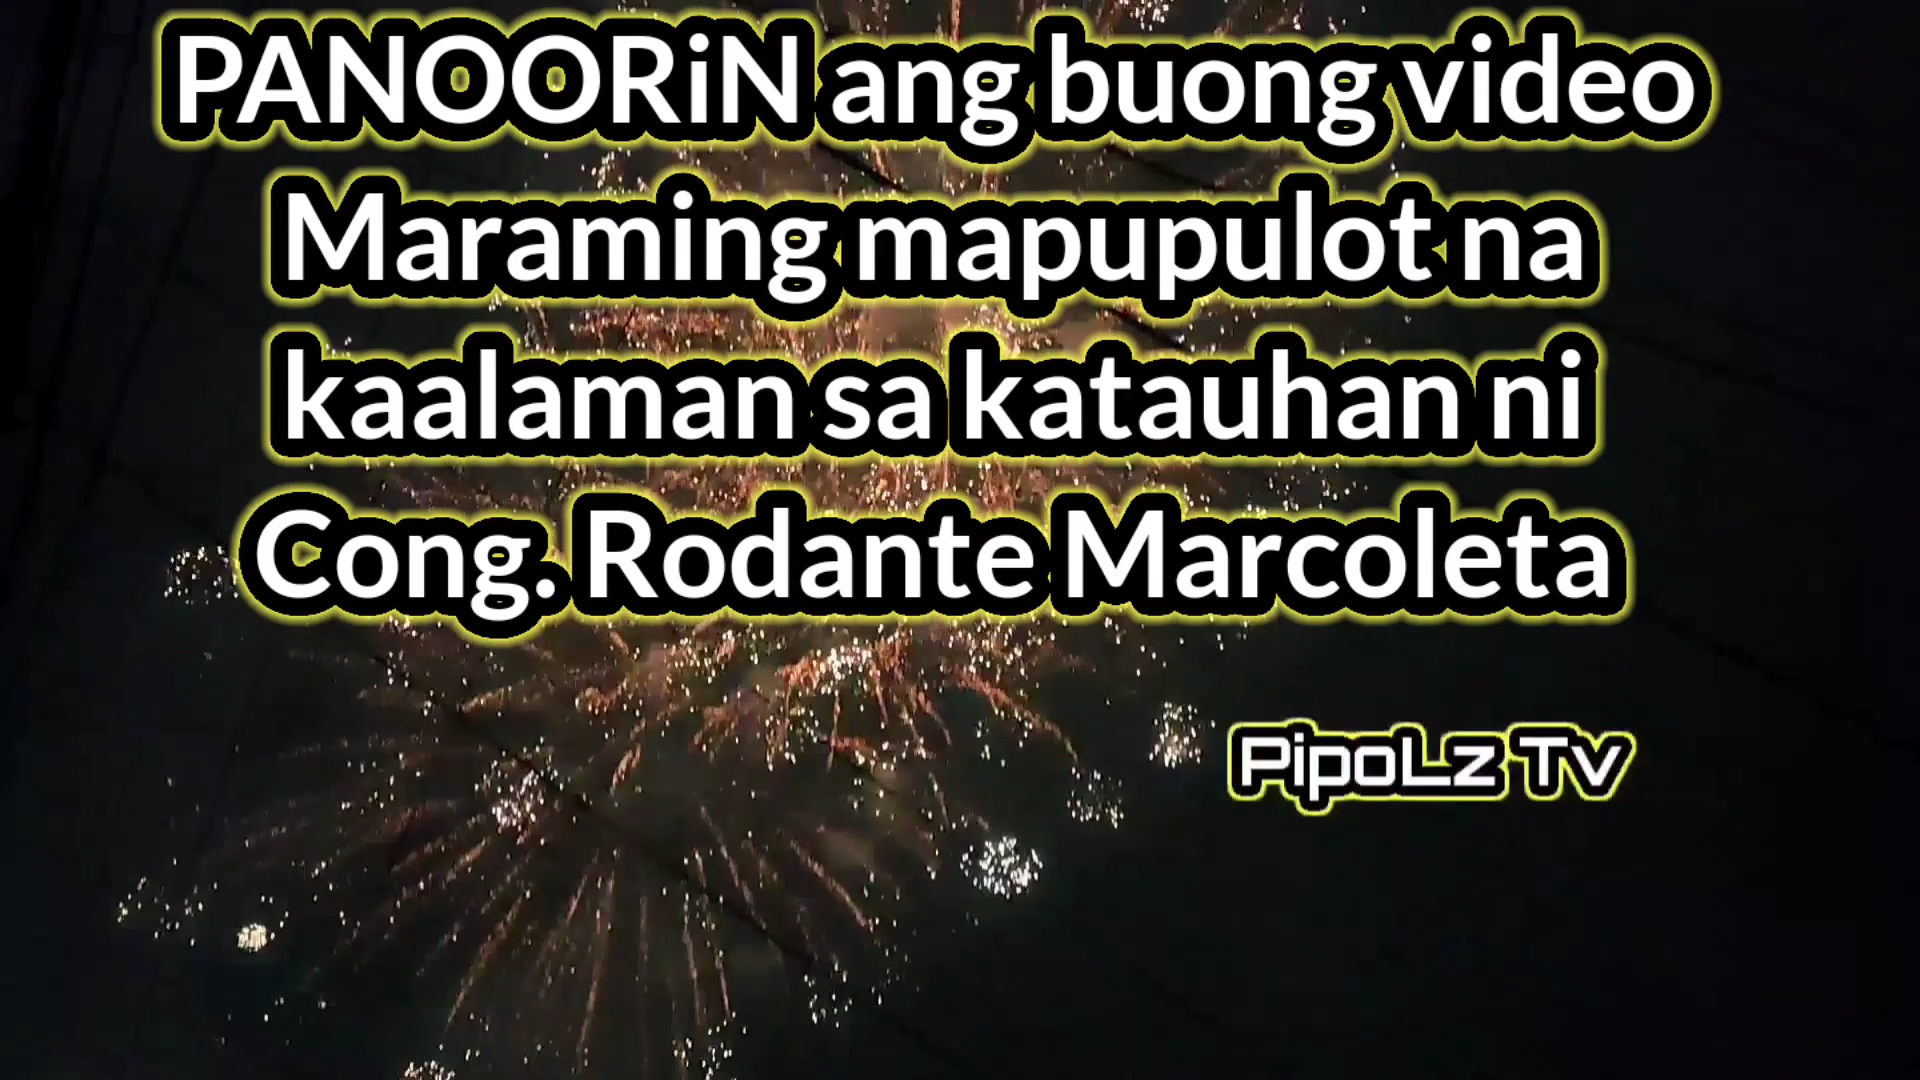 PANOORiN ang buong video
Maraming mapupulot na
kaalaman sa katauhan ni
Cong. Rodante Marcoleta
PipoLz Tv